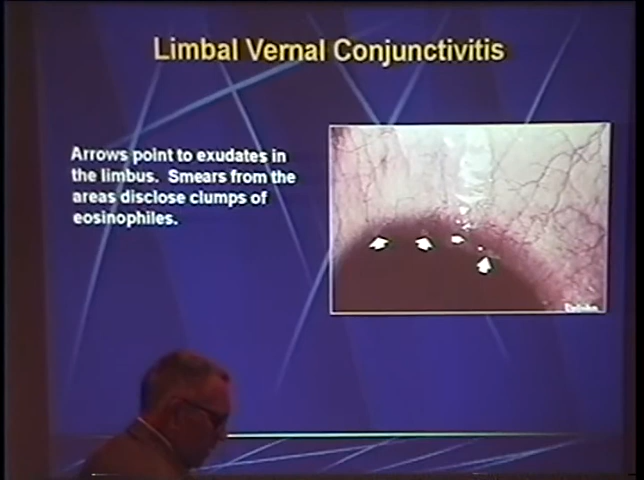 Limbal Vernal Conjunctivitis
Arrows point to exudates in
the limbus. Smears from the
areas disclose clumps of
eosinophiles.